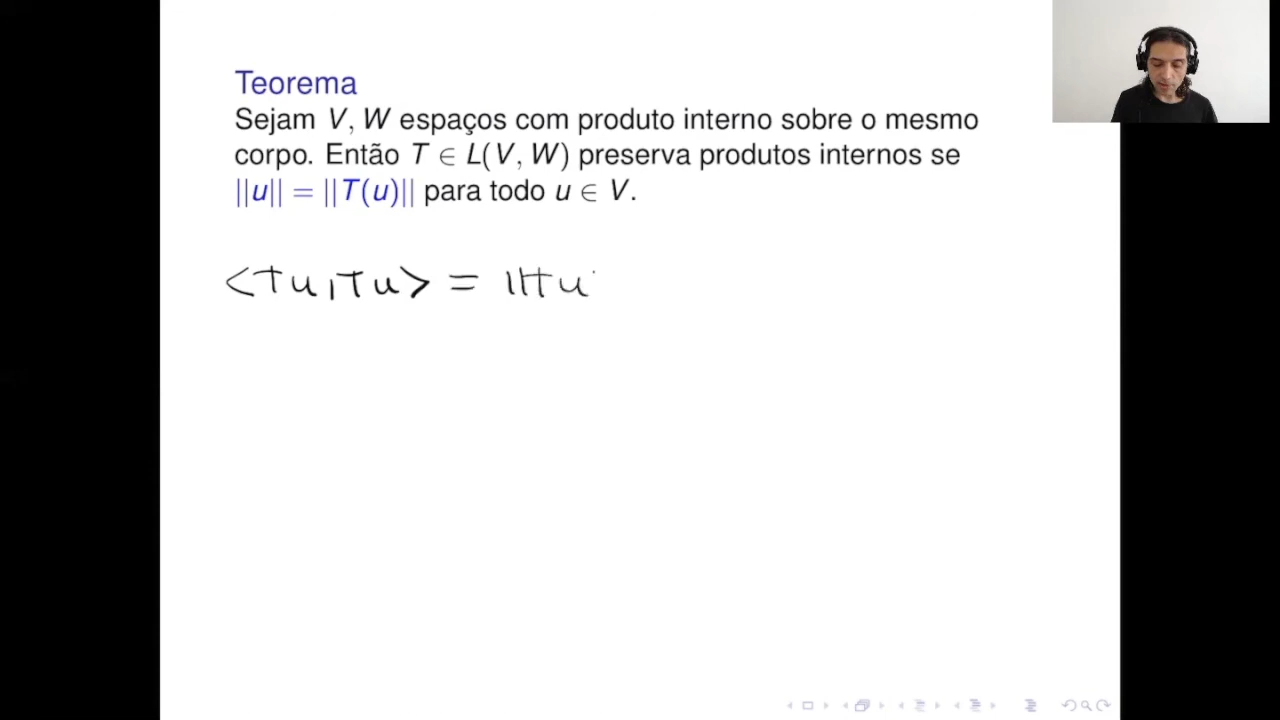 Teorema
Sejam V, W espaços com produto interno sobre o mesmo
corpo. Então T ∈ L(V, W) preserva produtos internos se
||u|| = ||T(u)|| para todo u ∈ V.
<Tu, Tu> = ||Tu